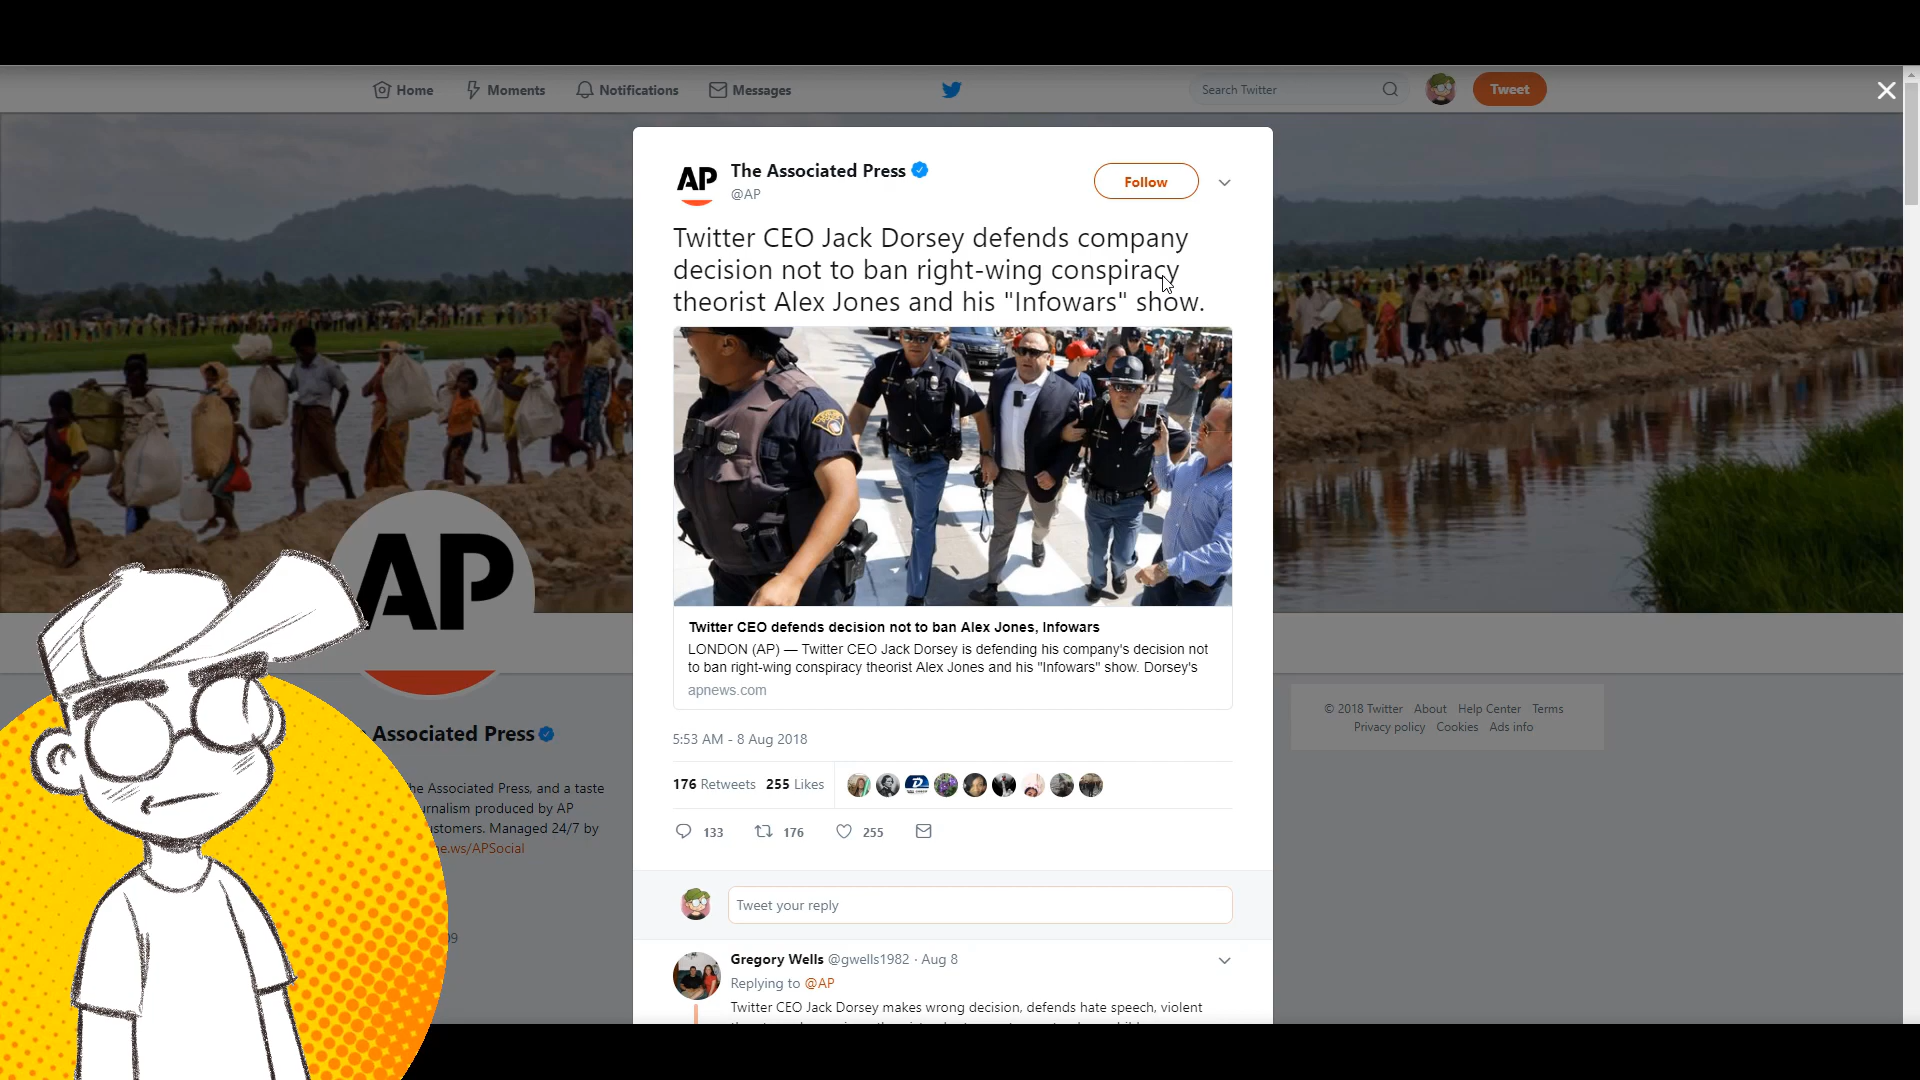 Home
Moments
Notifications
Messages
Search Twitter
Tweet
AP
The Associated Press
@AP
Follow
Twitter CEO Jack Dorsey defends company
decision not to ban right-wing conspiracy
theorist Alex Jones and his "Infowars" show.
Twitter CEO defends decision not to ban Alex Jones, Infowars
LONDON (AP) — Twitter CEO Jack Dorsey is defending his company's decision not
to ban right-wing conspiracy theorist Alex Jones and his "Infowars" show. Dorsey's
apnews.com
5:53 AM - 8 Aug 2018
176 Retweets 255 Likes
133 176 255
Tweet your reply
Gregory Wells @gwells1982 · Aug 8
Replying to @AP
Twitter CEO Jack Dorsey makes wrong decision, defends hate speech, violent
AP
Associated Press
the Associated Press, and a taste
journalism produced by AP
customers. Managed 24/7 by
e.ws/APSocial
09
© 2018 Twitter About Help Center Terms
Privacy policy Cookies Ads info